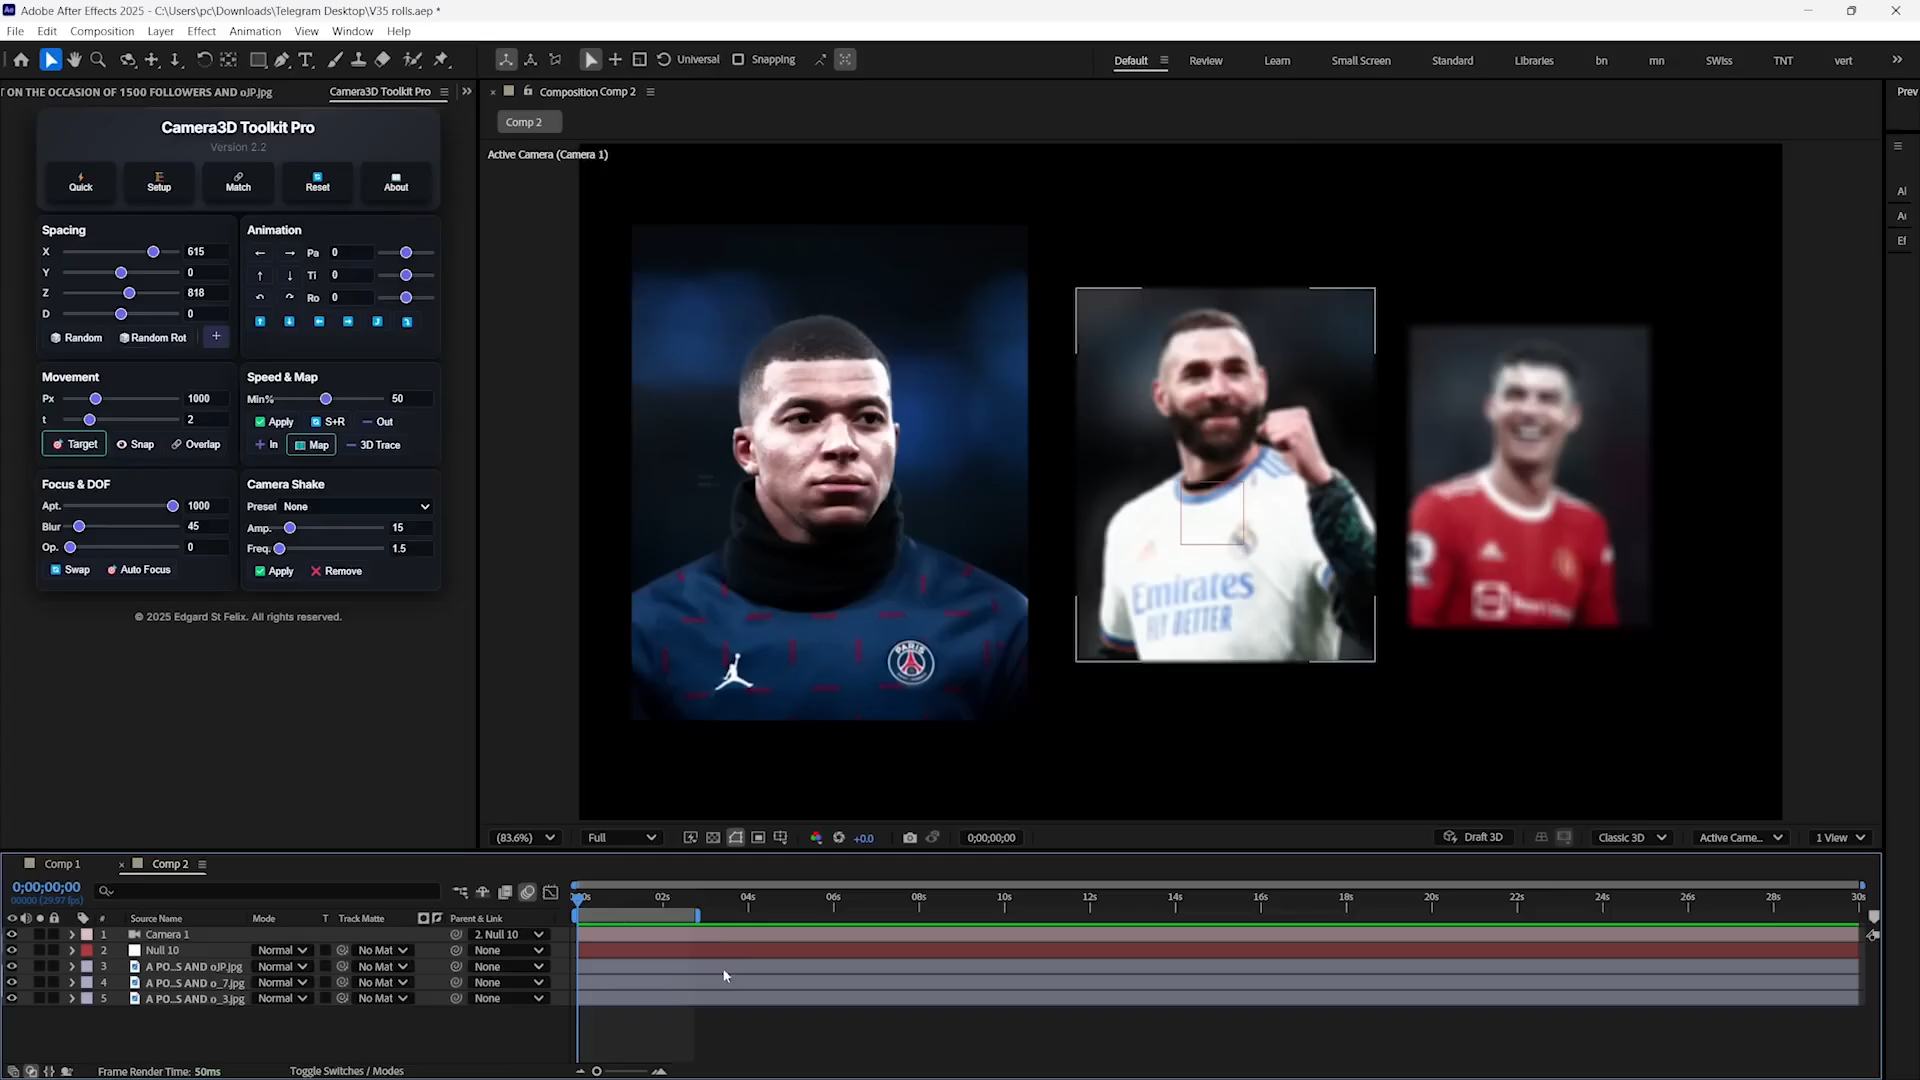 Adobe After Effects 2025 - C:\Users\pc\Downloads\Telegram Desktop\V35 rolls.aep *
File Edit Composition Layer Effect Animation View Window Help
Universal Snapping Default Review Learn Small Screen Standard Libraries bn mn SWiss TNT vert
T ON THE OCCASION OF 1500 FOLLOWERS AND oJP.jpg Camera3D Toolkit Pro
Composition Comp 2
Prev
Camera3D Toolkit Pro
Version 2.2
Quick Setup Match Reset About
Comp 2
Active Camera (Camera 1)
Spacing
X 615
Y 0
Z 818
D 0
Random Random Rot +
Animation
Pa 0
Ti 0
Ro 0
Movement
Px 1000
t 2
Target Snap Overlap
Speed & Map
Min% 50
Apply S+R Out
In Map 3D Trace
Focus & DOF
Apt. 1000
Blur 45
Op. 0
Swap Auto Focus
Camera Shake
Preset None
Amp. 15
Freq. 1.5
Apply Remove
© 2025 Edgard St Felix. All rights reserved.
PARIS
Emirates
FLY BETTER
Al
Ef
(83.6%) Full +0.0 0;00;00;00 Draft 3D Classic 3D Active Came... 1 View
Comp 1 Comp 2
0;00;00;00
00000 (29.97 fps)
02s 04s 06s 08s 10s 12s 14s 16s 18s 20s 22s 24s 26s 28s 30s
# Source Name Mode T Track Matte Parent & Link
1 Camera 1 2. Null 10
2 Null 10 Normal No Mat None
3 A PO...S AND oJP.jpg Normal No Mat None
4 A PO...S AND o_7.jpg Normal No Mat None
5 A PO...S AND o_3.jpg Normal No Mat None
Frame Render Time: 50ms Toggle Switches / Modes